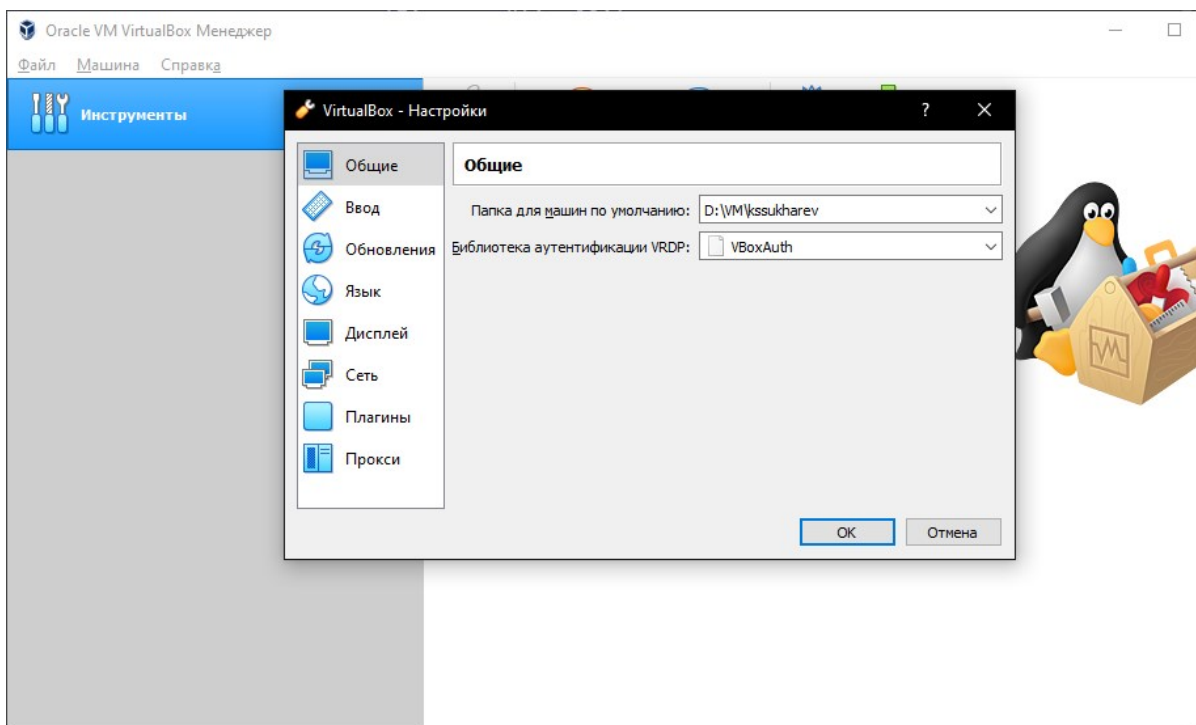 Oracle VM VirtualBox Менеджер
Файл Машина Справка
Инструменты
VirtualBox - Настройки
?
Общие
Ввод
Обновления
Язык
Дисплей
Сеть
Плагины
Прокси
Общие
Папка для машин по умолчанию: D:\VM\kssukharev
Библиотека аутентификации VRDP: VBoxAuth
OK Отмена